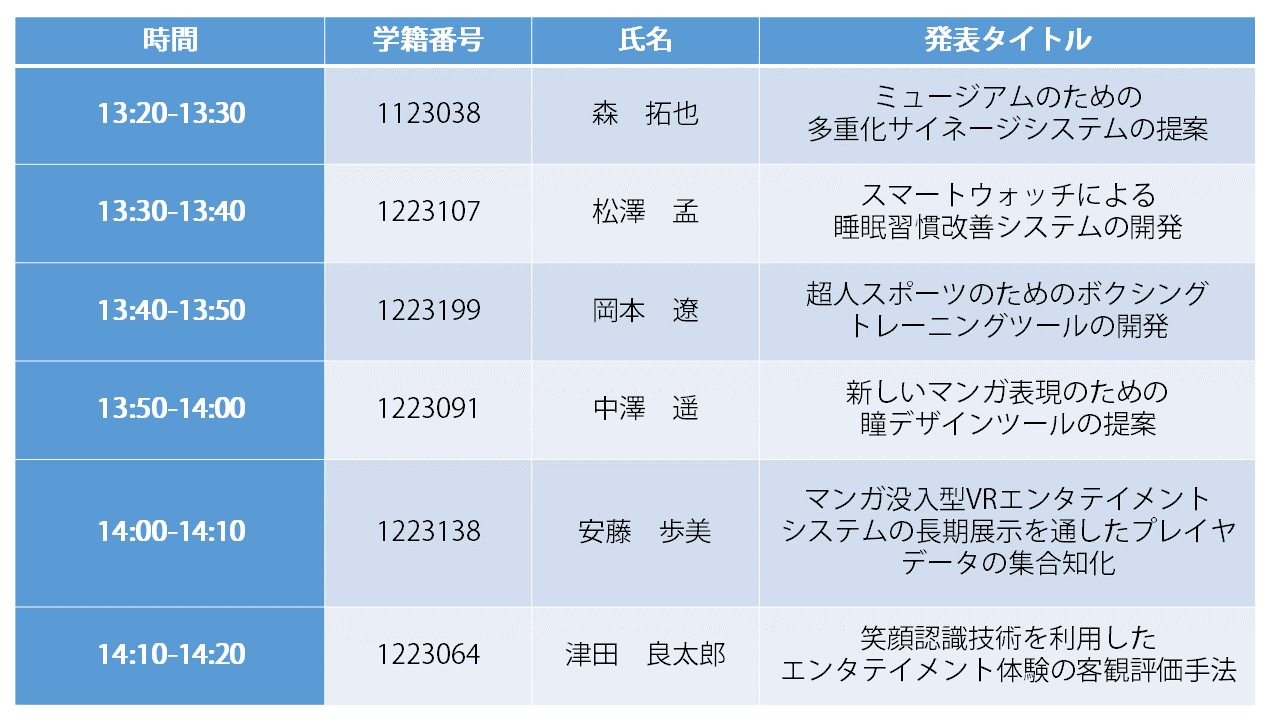 時間 学籍番号 氏名 発表タイトル
13:20-13:30 1123038 森　拓也 ミュージアムのための
多重化サイネージシステムの提案
13:30-13:40 1223107 松澤　孟 スマートウォッチによる
睡眠習慣改善システムの開発
13:40-13:50 1223199 岡本　遼 超人スポーツのためのボクシング
トレーニングツールの開発
13:50-14:00 1223091 中澤　遥 新しいマンガ表現のための
瞳デザインツールの提案
14:00-14:10 1223138 安藤　歩美 マンガ没入型VRエンタテイメント
システムの長期展示を通したプレイヤ
データの集合知化
14:10-14:20 1223064 津田　良太郎 笑顔認識技術を利用した
エンタテイメント体験の客観評価手法